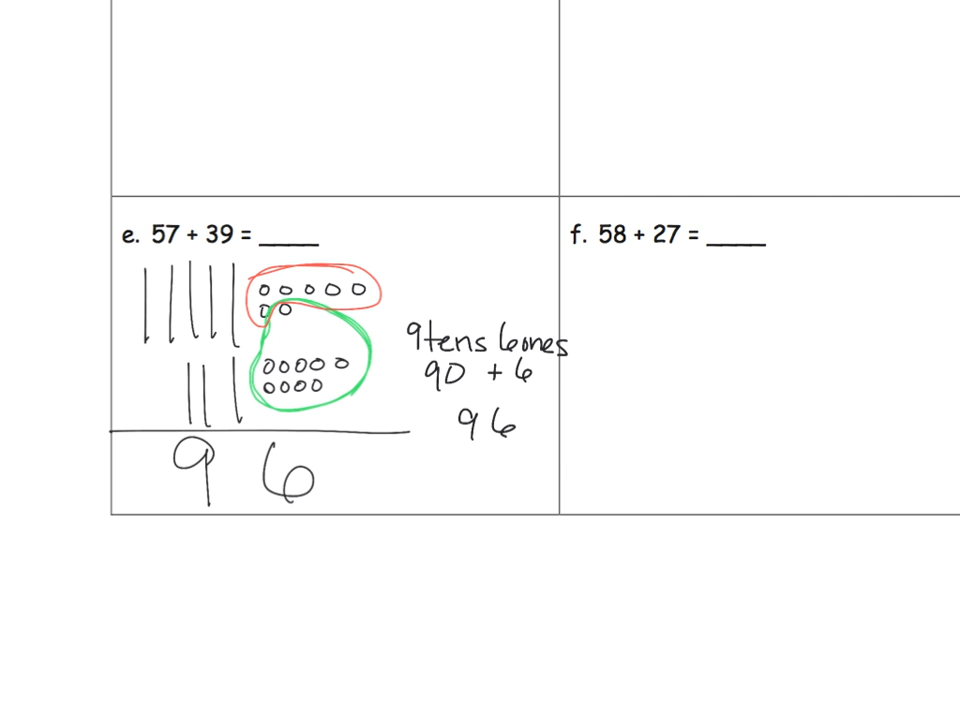 e. 57 + 39 = _____
f. 58 + 27 = _____
9tens 6ones
90 + 6
96
9 6